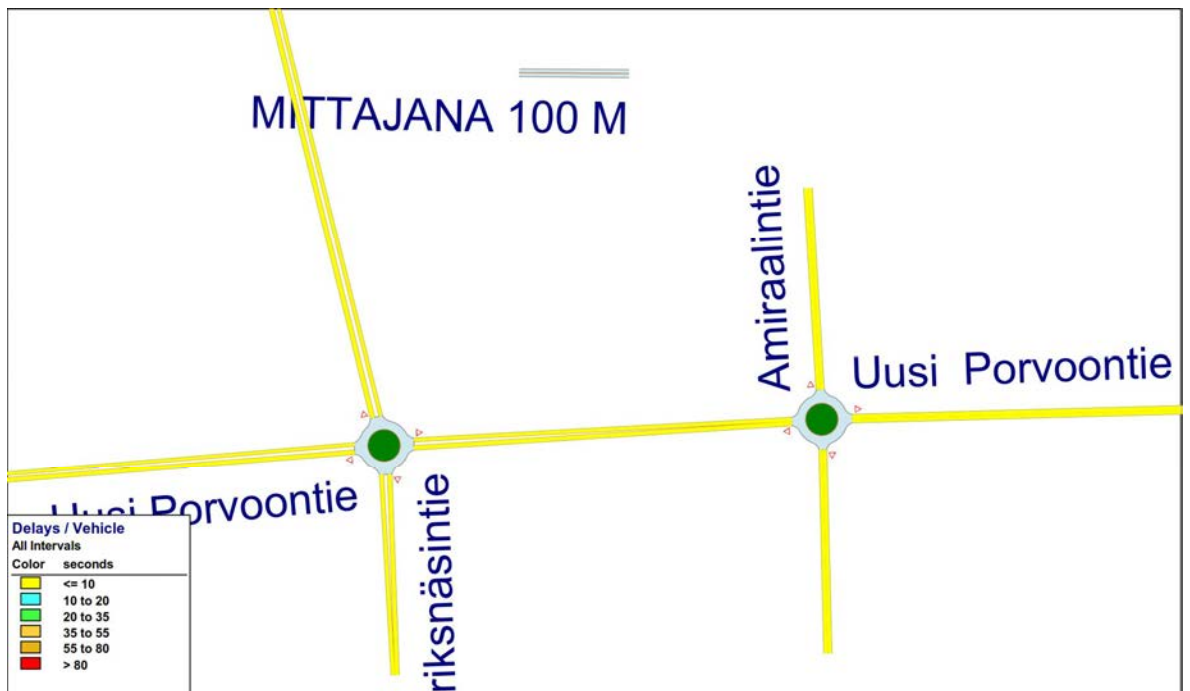 MITTAJANA 100 M
Amiraalintie
Uusi Porvoontie
Uusi Porvoontie
riksnäsintie
Delays / Vehicle
All Intervals
Color seconds
<= 10
10 to 20
20 to 35
35 to 55
55 to 80
> 80